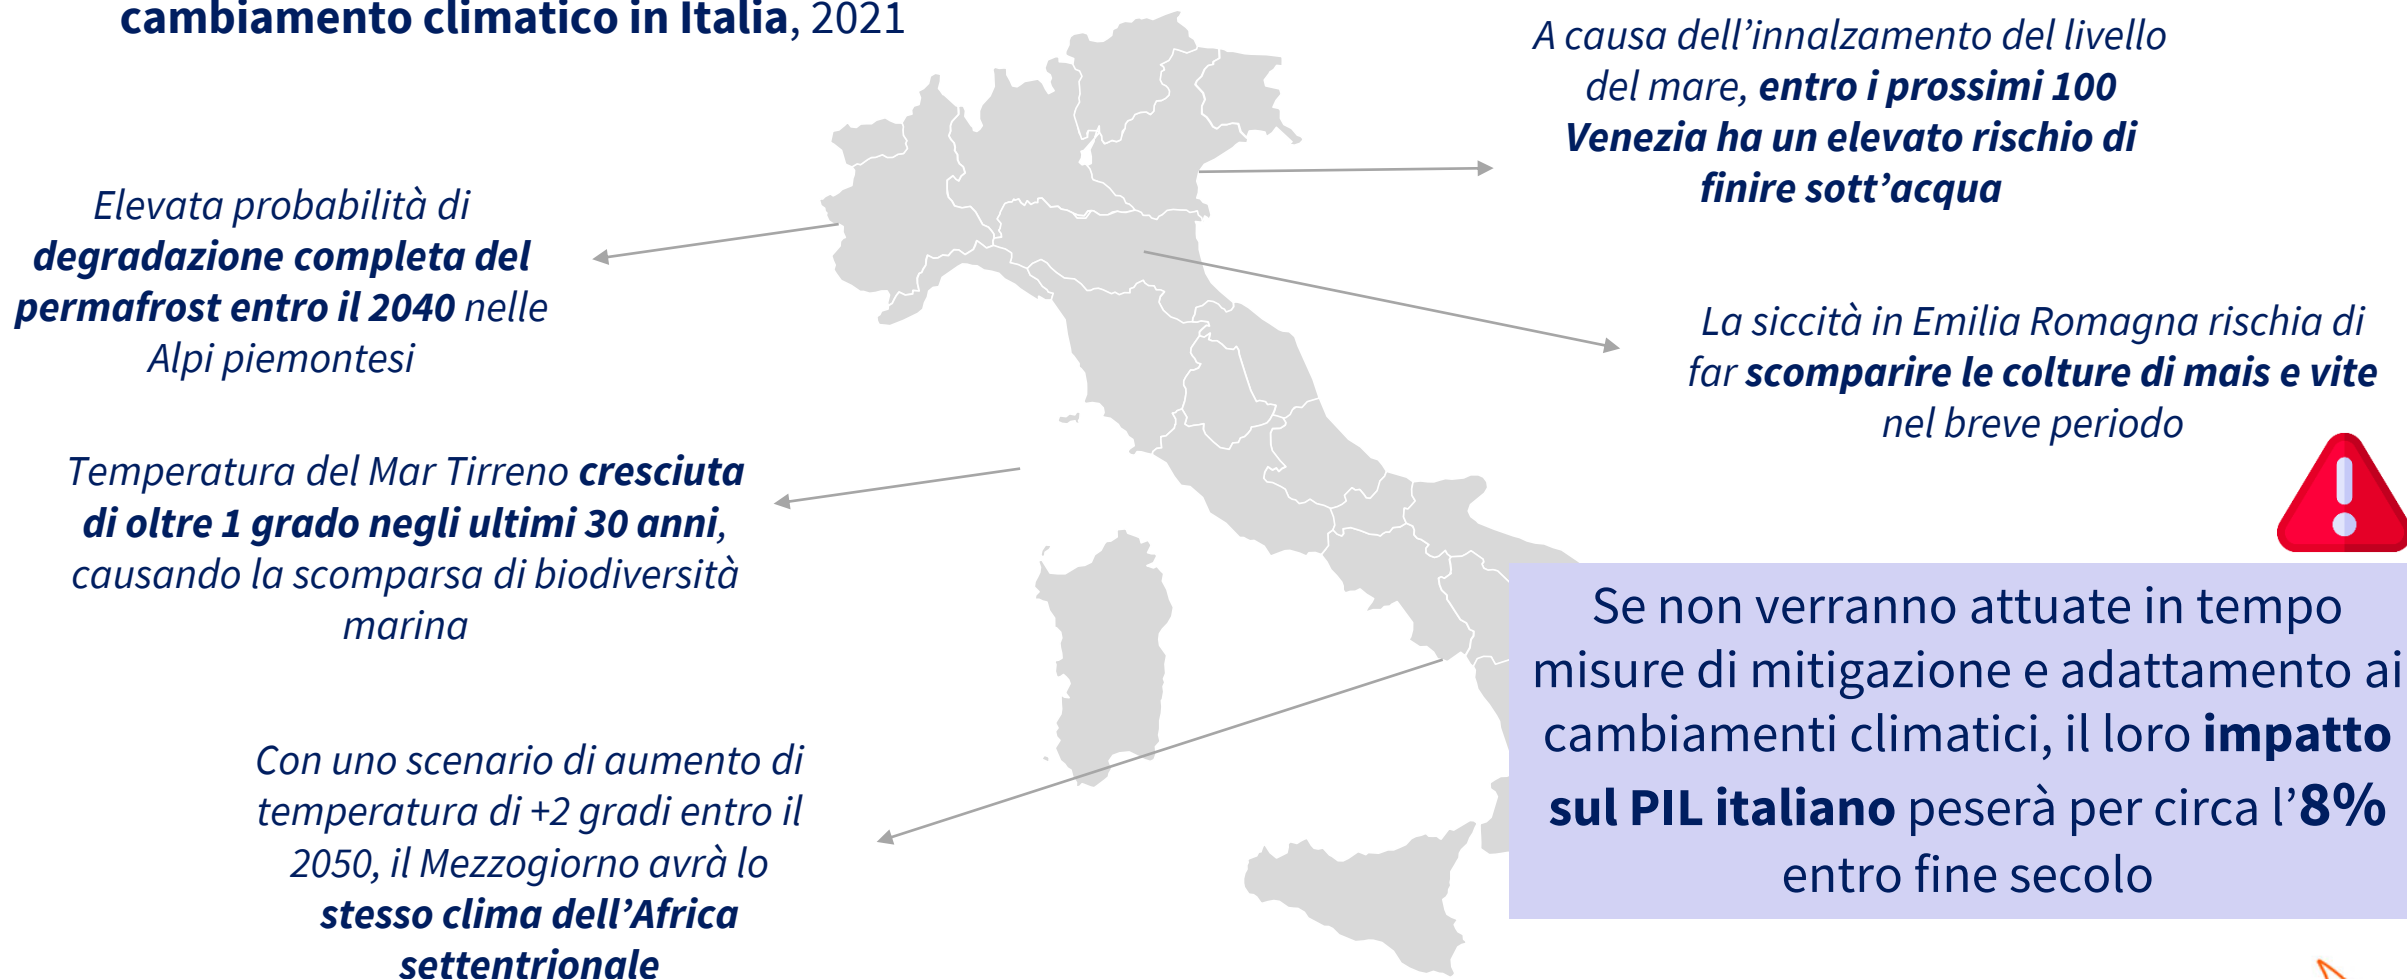 cambiamento climatico in Italia, 2021
Elevata probabilità di
degradazione completa del
permafrost entro il 2040 nelle
Alpi piemontesi
Temperatura del Mar Tirreno cresciuta
di oltre 1 grado negli ultimi 30 anni,
causando la scomparsa di biodiversità
marina
Con uno scenario di aumento di
temperatura di +2 gradi entro il
2050, il Mezzogiorno avrà lo
stesso clima dell’Africa
settentrionale
A causa dell’innalzamento del livello
del mare, entro i prossimi 100
Venezia ha un elevato rischio di
finire sott’acqua
La siccità in Emilia Romagna rischia di
far scomparire le colture di mais e vite
nel breve periodo
Se non verranno attuate in tempo
misure di mitigazione e adattamento ai
cambiamenti climatici, il loro impatto
sul PIL italiano peserà per circa l’8%
entro fine secolo